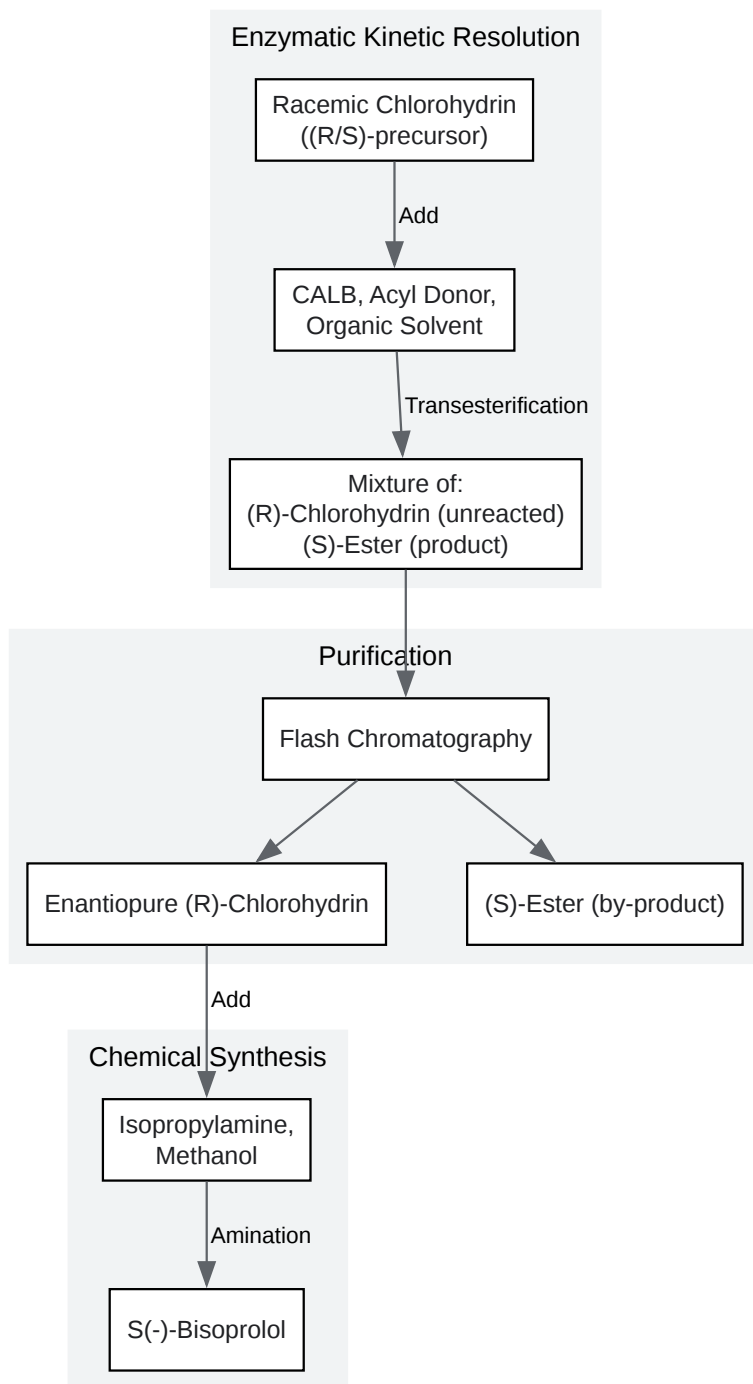 Enzymatic Kinetic Resolution
Racemic Chlorohydrin
((R/S)-precursor)
Add
CALB, Acyl Donor,
Organic Solvent
Transesterification
Mixture of:
(R)-Chlorohydrin (unreacted)
(S)-Ester (product)
Purification
Flash Chromatography
Enantiopure (R)-Chlorohydrin
(S)-Ester (by-product)
Add
Chemical Synthesis
Isopropylamine,
Methanol
Amination
S(-)-Bisoprolol